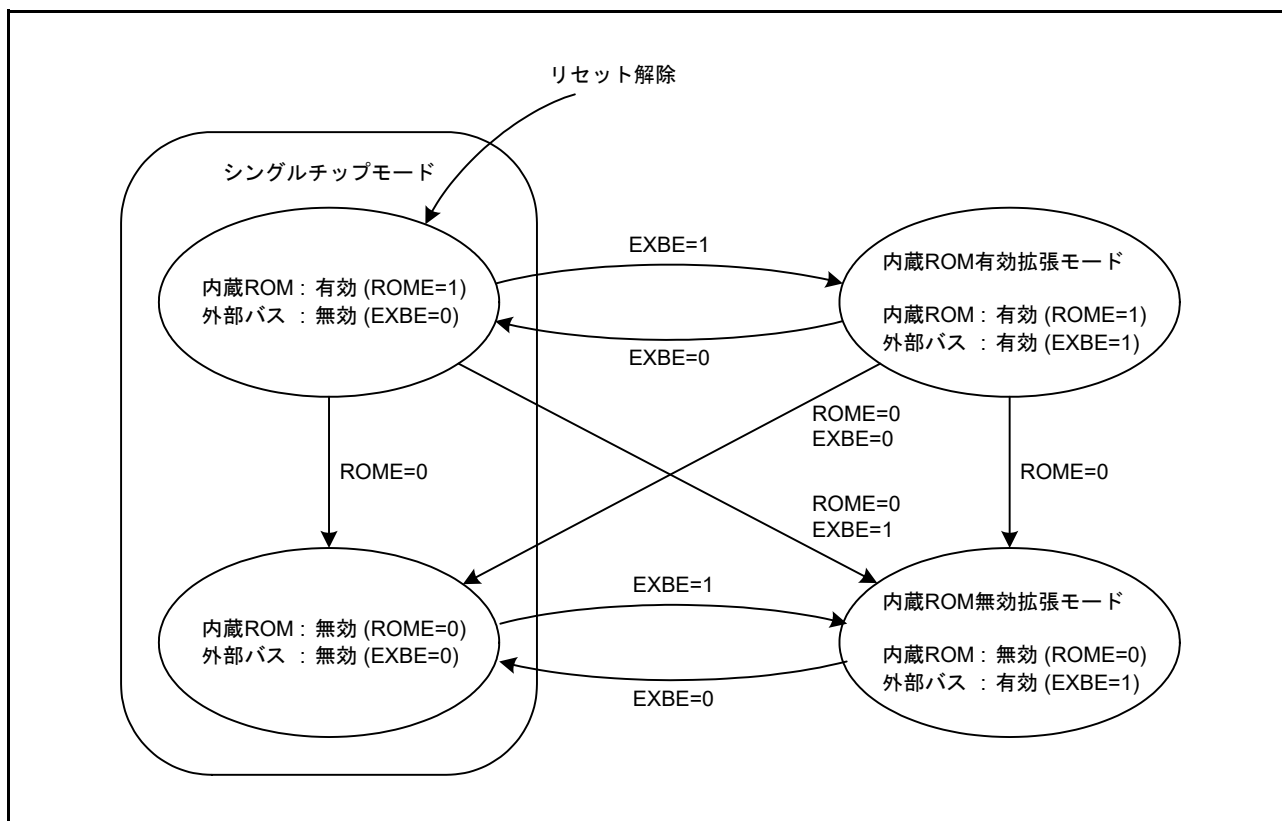 リセット解除
シングルチップモード
内蔵ROM : 有効 (ROME=1)
外部バス : 無効 (EXBE=0)
EXBE=1
EXBE=0
内蔵ROM有効拡張モード
内蔵ROM : 有効 (ROME=1)
外部バス : 有効 (EXBE=1)
ROME=0
ROME=0
EXBE=0
ROME=0
EXBE=1
ROME=0
内蔵ROM : 無効 (ROME=0)
外部バス : 無効 (EXBE=0)
EXBE=1
EXBE=0
内蔵ROM無効拡張モード
内蔵ROM : 無効 (ROME=0)
外部バス : 有効 (EXBE=1)